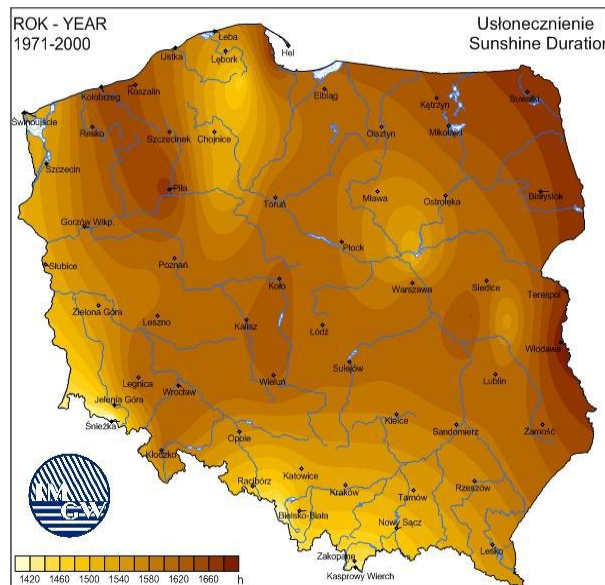 ROK - YEAR
1971-2000
Usłonecznienie
Sunshine Duration
Łeba
Ustka
Lębork
Hel
Kołobrzeg
Koszalin
Elbląg
Kętrzyn
Suwałki
Świnoujście
Resko
Szczecinek
Chojnice
Olsztyn
Mikołajki
Szczecin
Piła
Toruń
Mława
Ostrołęka
Białystok
Gorzów Wlkp.
Płock
Słubice
Poznań
Koło
Warszawa
Siedlce
Terespol
Zielona Góra
Leszno
Kalisz
Łódź
Włodawa
Sulejów
Legnica
Wrocław
Wieluń
Lublin
Jelenia Góra
Śnieżka
Kielce
Sandomierz
Zamość
Opole
Kłodzko
Racibórz
Katowice
Kraków
Tarnów
Rzeszów
Bielsko-Biała
Nowy Sącz
Lesko
Zakopane
Kasprowy Wierch
IM
GW
1420 1460 1500 1540 1580 1620 1660 h